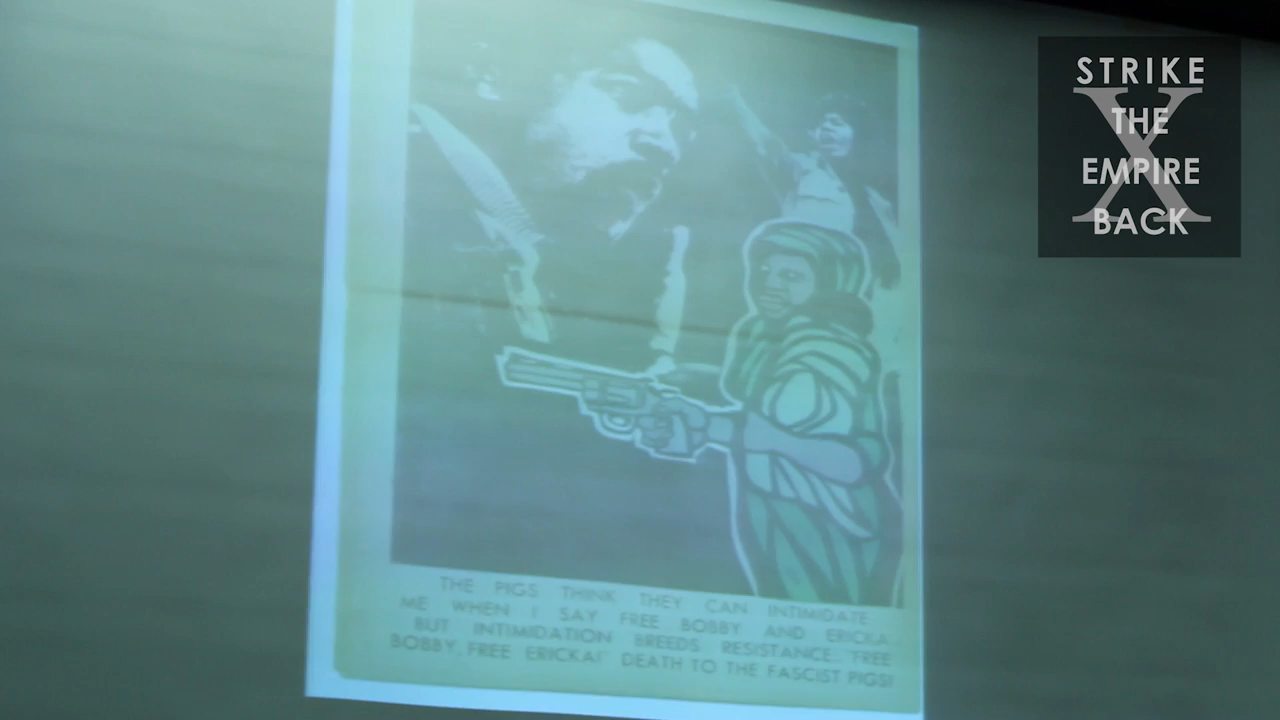 STRIKE
THE
EMPIRE
BACK
X
THE PIGS THINK THEY CAN INTIMIDATE
ME WHEN I SAY FREE BOBBY AND ERICKA
BUT INTIMIDATION BREEDS RESISTANCE. "FREE
BOBBY, FREE ERICKA!" DEATH TO THE FASCIST PIGS!